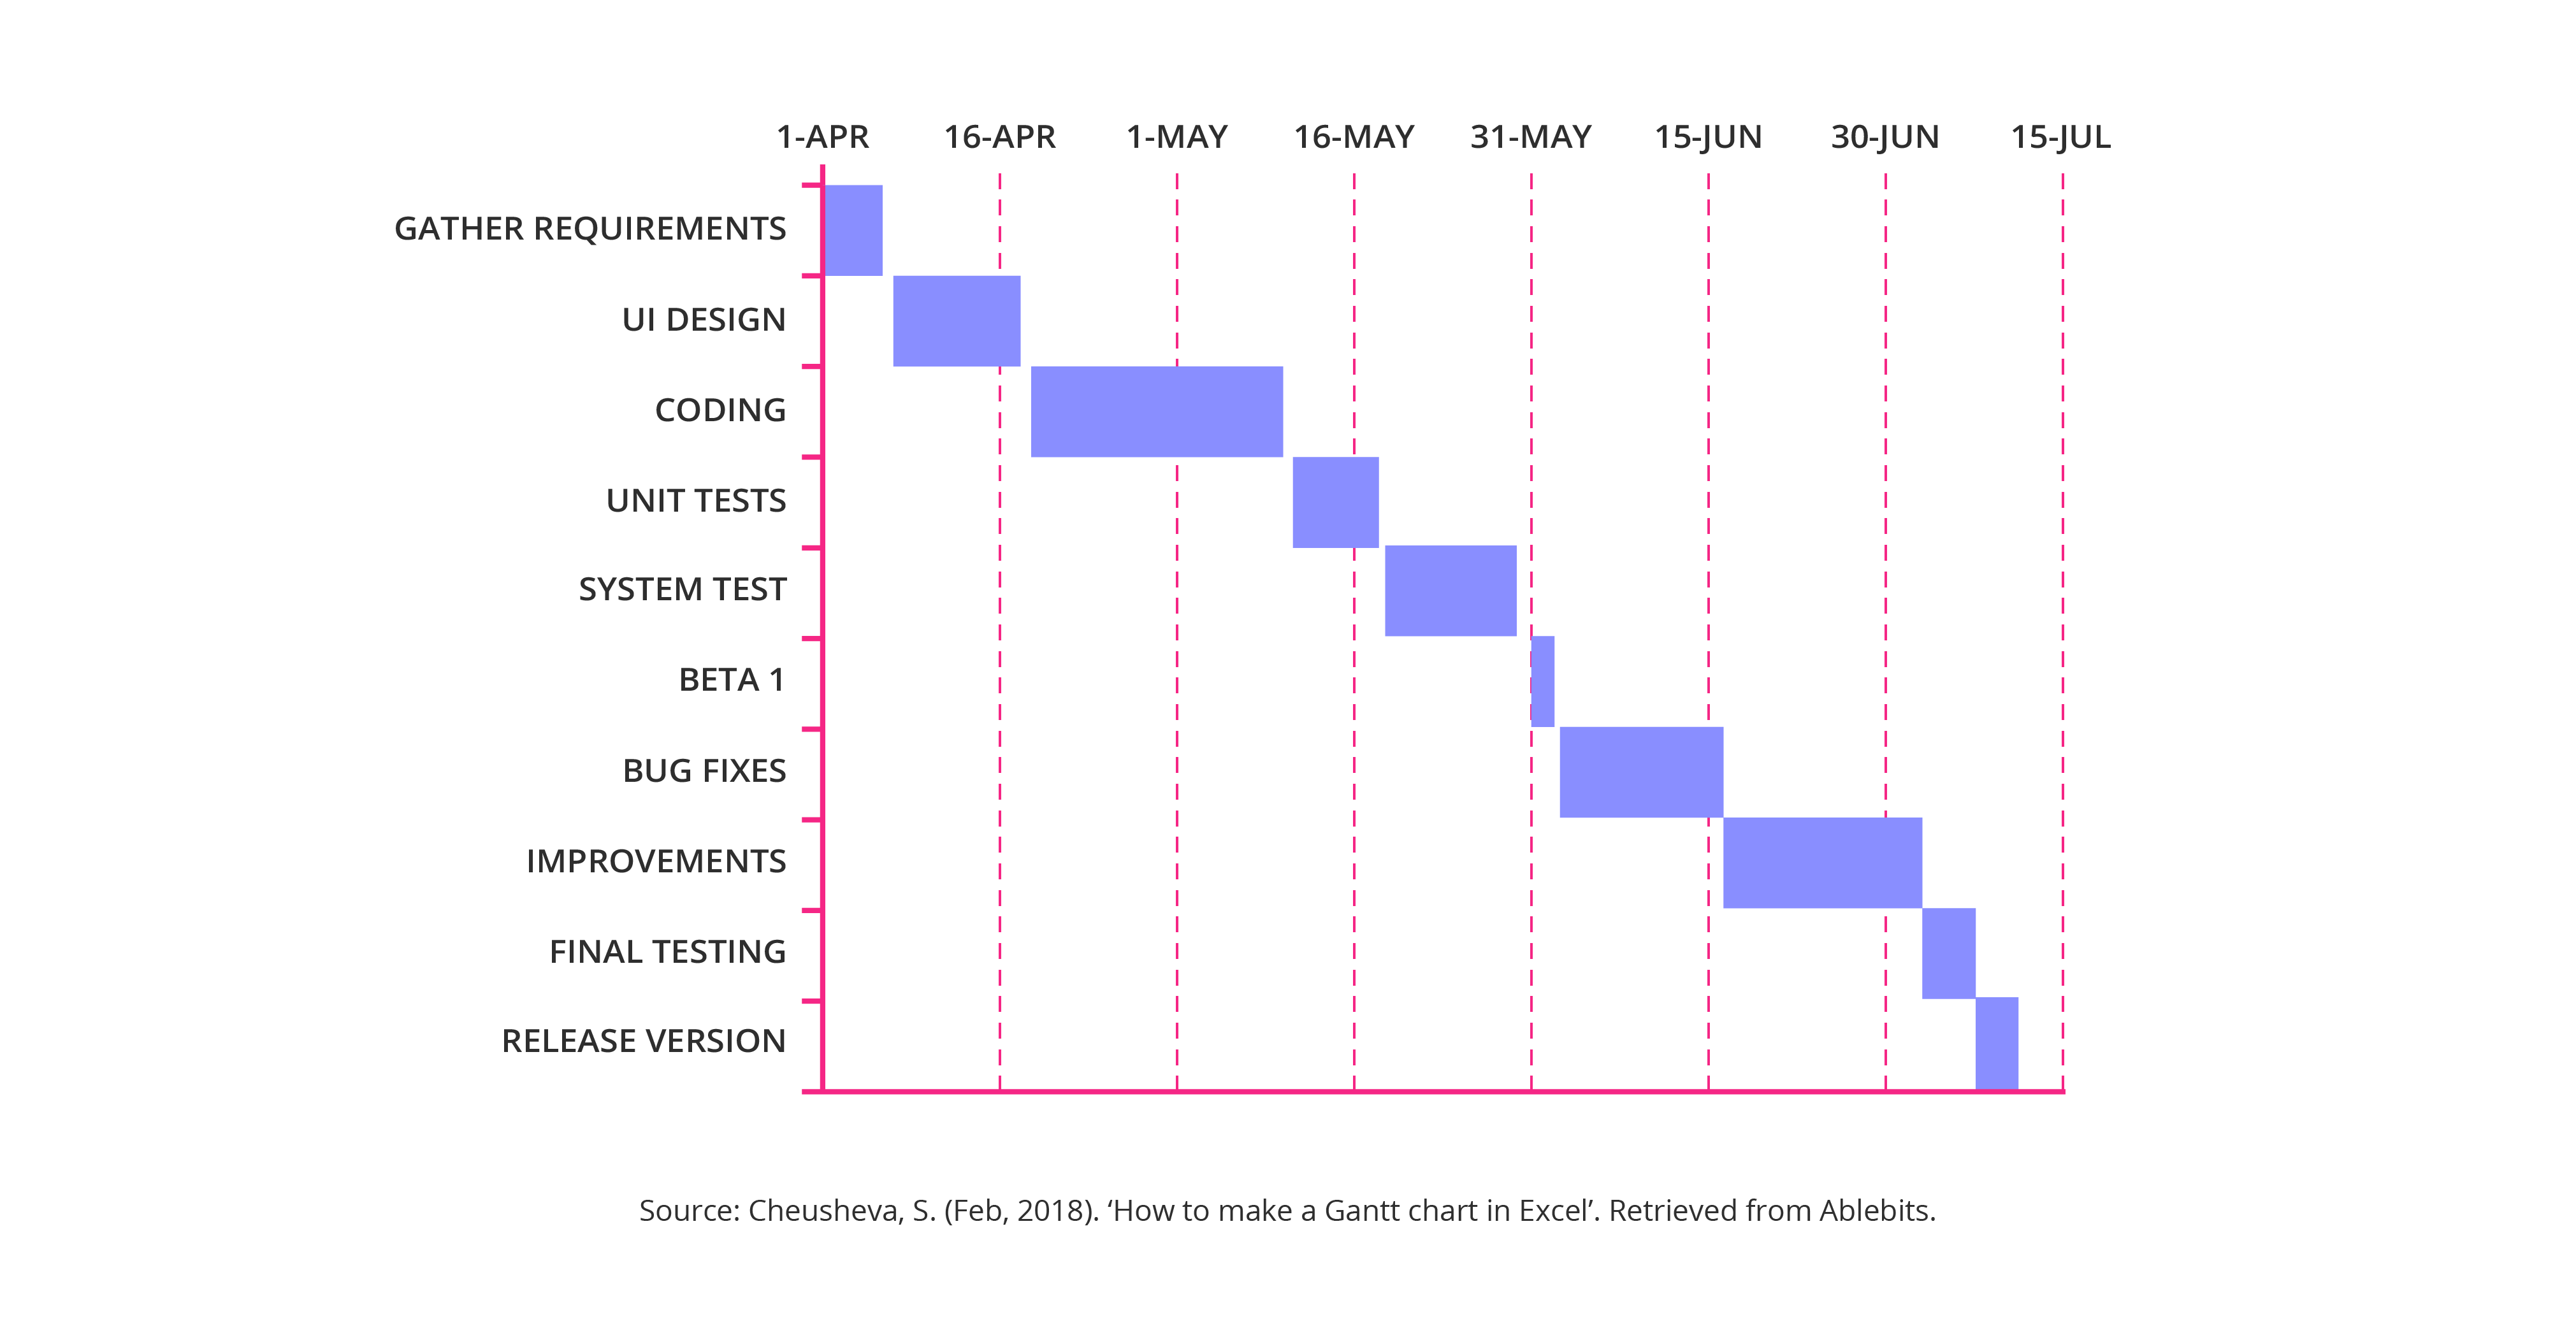 1-APR 16-APR 1-MAY 16-MAY 31-MAY 15-JUN 30-JUN 15-JUL
GATHER REQUIREMENTS
UI DESIGN
CODING
UNIT TESTS
SYSTEM TEST
BETA 1
BUG FIXES
IMPROVEMENTS
FINAL TESTING
RELEASE VERSION
Source: Cheusheva, S. (Feb, 2018). ‘How to make a Gantt chart in Excel’. Retrieved from Ablebits.